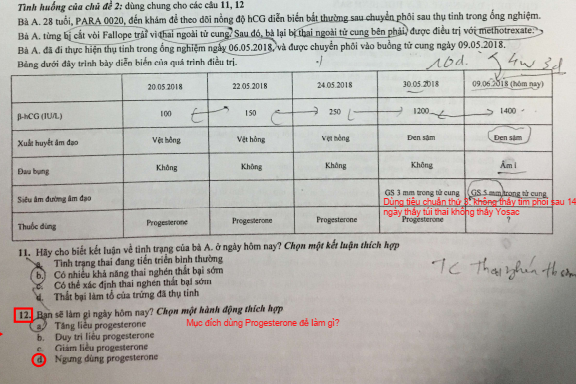 Tình huống của chủ đề 2: dùng chung cho các câu 11, 12
Bà A. 28 tuổi, PARA 0020, đến khám để theo dõi nồng độ hCG diễn biến bất thường sau chuyển phôi sau thụ tinh trong ống nghiệm.
Bà A. từng bị cắt vòi Fallope trái vì thai ngoài tử cung. Sau đó, bà lại bị thai ngoài tử cung bên phải, được điều trị với methotrexate.
Bà A. đã đi thực hiện thụ tinh trong ống nghiệm ngày 06.05.2018, và được chuyển phôi vào buồng tử cung ngày 09.05.2018.
Bảng dưới đây trình bày diễn biến của quá trình điều trị.
10d. 4w 3d
20.05.2018 22.05.2018 24.05.2018 30.05.2018 09.06.2018 (hôm nay)
β-hCG (IU/L) 100 150 250 1200 1400
Xuất huyết âm đạo Vệt hồng Vệt hồng Vệt hồng Đen sậm Đen sậm
Đau bụng Không Không Không Không Âm ỉ
Siêu âm đường âm đạo GS 3 mm trong tử cung GS 5 mm trong tử cung
Dùng tiêu chuẩn thứ 3: không thấy tim phôi sau 14
ngày thấy túi thai không thấy Yosac
Thuốc dùng Progesterone Progesterone Progesterone Progesterone ?
11. Hãy cho biết kết luận về tình trạng của bà A. ở ngày hôm nay? Chọn một kết luận thích hợp
a. Tình trạng thai đang tiến triển bình thường
b. Có nhiều khả năng thai nghén thất bại sớm
c. Có thể xác định thai nghén thất bại sớm
d. Thất bại làm tổ của trứng đã thụ tinh
TC Thai nghén
12. Bạn sẽ làm gì ngày hôm nay? Chọn một hành động thích hợp
a. Tăng liều progesterone
Mục đích dùng Progesterone để làm gì?
b. Duy trì liều progesterone
c. Giảm liều progesterone
d. Ngưng dùng progesterone